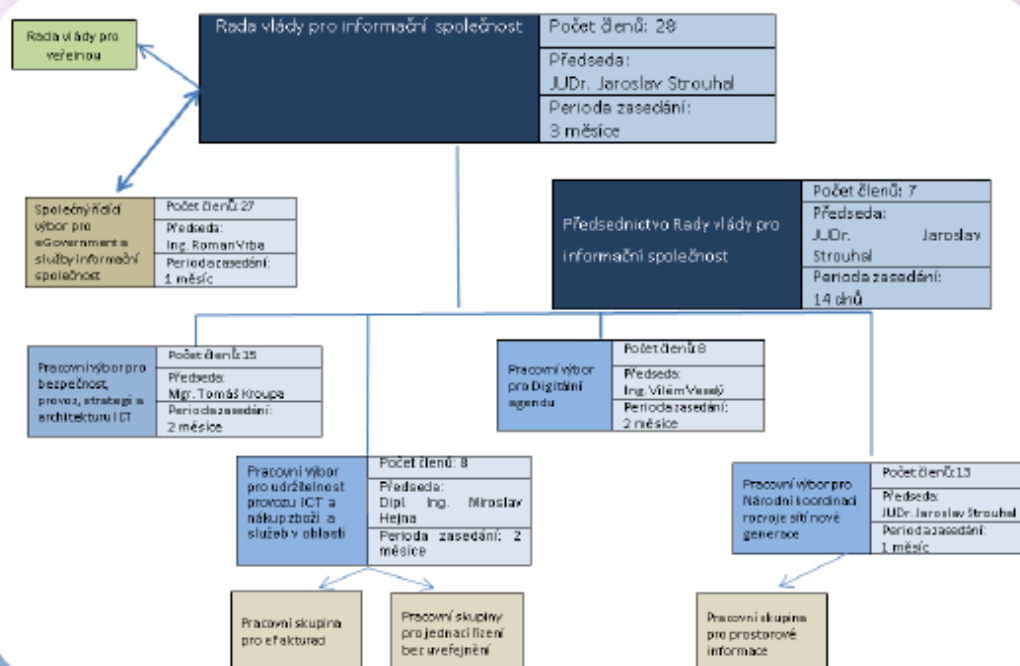 Rada vlády pro
veřejnou
Rada vlády pro informační společnost
Počet členů: 28
Předseda:
JUDr. Jaroslav Strouhal
Perioda zasedání:
3 měsíce
Společný řídící
výbor pro
eGovernment a
služby informační
společnost
Počet členů: 27
Předseda:
Ing. Roman Vrba
Perioda zasedání:
1 měsíc
Předsednictvo Rady vlády pro
informační společnost
Počet členů: 7
Předseda:
JUDr. Jaroslav
Strouhal
Perioda zasedání:
14 dnů
Pracovní výbor pro
bezpečnost,
provoz, strategii a
architekturu ICT
Počet členů: 15
Předseda:
Mgr. Tomáš Kroupa
Perioda zasedání:
2 měsíce
Pracovní výbor
pro Digitální
agendu
Počet členů: 8
Předseda:
Ing. Vilém Veselý
Perioda zasedání:
2 měsíce
Pracovní výbor
pro udržitelnost
provozu ICT a
nákup zboží a
služeb v oblasti
Počet členů: 8
Předseda:
Dipl. Ing. Miroslav
Hejna
Perioda zasedání: 2
měsíce
Pracovní výbor pro
Národní koordinaci
rozvoje sítí nové
generace
Počet členů: 13
Předseda:
JUDr. Jaroslav Strouhal
Perioda zasedání:
1 měsíc
Pracovní skupina
pro eFakturaci
Pracovní skupiny
pro jednací řízení
bez uveřejnění
Pracovní skupina
pro prostorové
informace